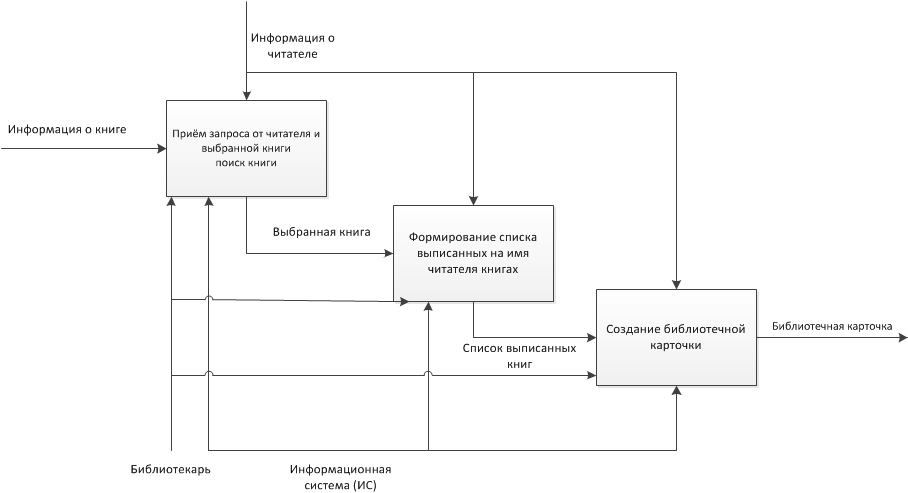 Информация о
читателе
Информация о книге
Приём запроса от читателя и
выбранной книги
поиск книги
Выбранная книга
Формирование списка
выписанных на имя
читателя книгах
Создание библиотечной
карточки
Библиотечная карточка
Список выписанных
книг
Библиотекарь
Информационная
система (ИС)